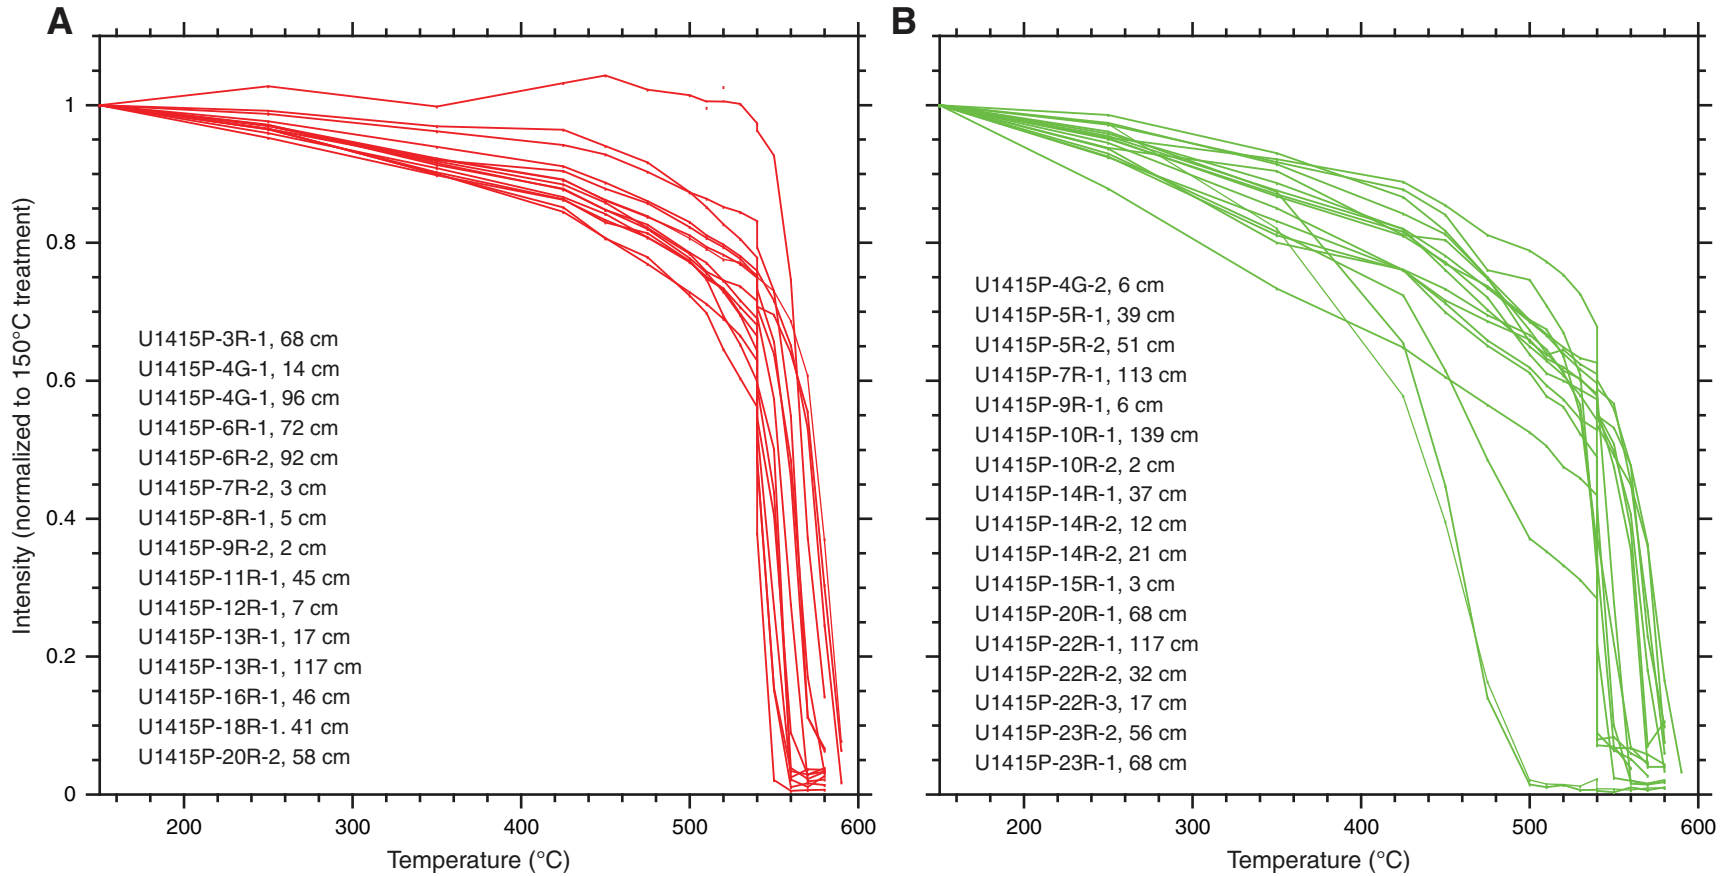 A
B
Intensity (normalized to 150°C treatment)
1
0.8
0.6
0.4
0.2
0
U1415P-3R-1, 68 cm
U1415P-4G-1, 14 cm
U1415P-4G-1, 96 cm
U1415P-6R-1, 72 cm
U1415P-6R-2, 92 cm
U1415P-7R-2, 3 cm
U1415P-8R-1, 5 cm
U1415P-9R-2, 2 cm
U1415P-11R-1, 45 cm
U1415P-12R-1, 7 cm
U1415P-13R-1, 17 cm
U1415P-13R-1, 117 cm
U1415P-16R-1, 46 cm
U1415P-18R-1. 41 cm
U1415P-20R-2, 58 cm
200 300 400 500 600
Temperature (°C)
U1415P-4G-2, 6 cm
U1415P-5R-1, 39 cm
U1415P-5R-2, 51 cm
U1415P-7R-1, 113 cm
U1415P-9R-1, 6 cm
U1415P-10R-1, 139 cm
U1415P-10R-2, 2 cm
U1415P-14R-1, 37 cm
U1415P-14R-2, 12 cm
U1415P-14R-2, 21 cm
U1415P-15R-1, 3 cm
U1415P-20R-1, 68 cm
U1415P-22R-1, 117 cm
U1415P-22R-2, 32 cm
U1415P-22R-3, 17 cm
U1415P-23R-2, 56 cm
U1415P-23R-1, 68 cm
200 300 400 500 600
Temperature (°C)